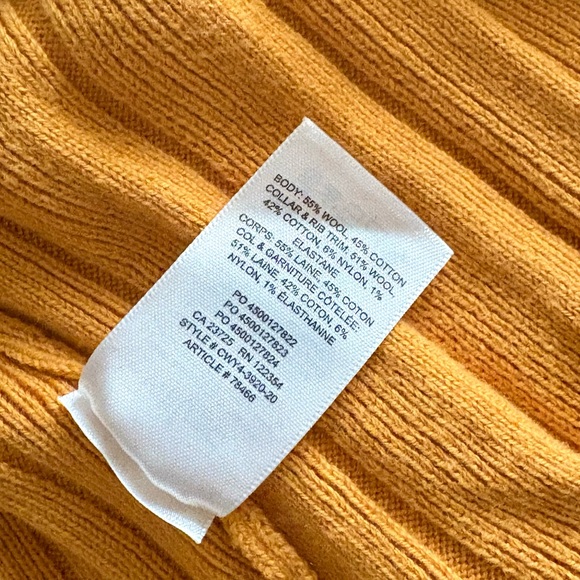 BODY: 55% WOOL, 45% COTTON
COLLAR & RIB TRIM: 51% WOOL,
42% COTTON, 6% NYLON, 1%
ELASTANE
CORPS: 55% LAINE, 45% COTON
COL & GARNITURE CÔTELÉE:
51% LAINE, 42% COTON, 6%
NYLON, 1% ÉLASTHANNE
PO 4500127822
PO 4500127823
PO 4500127824
CA 23725 RN 122354
STYLE # CWY4-3920-20
ARTICLE # 78466